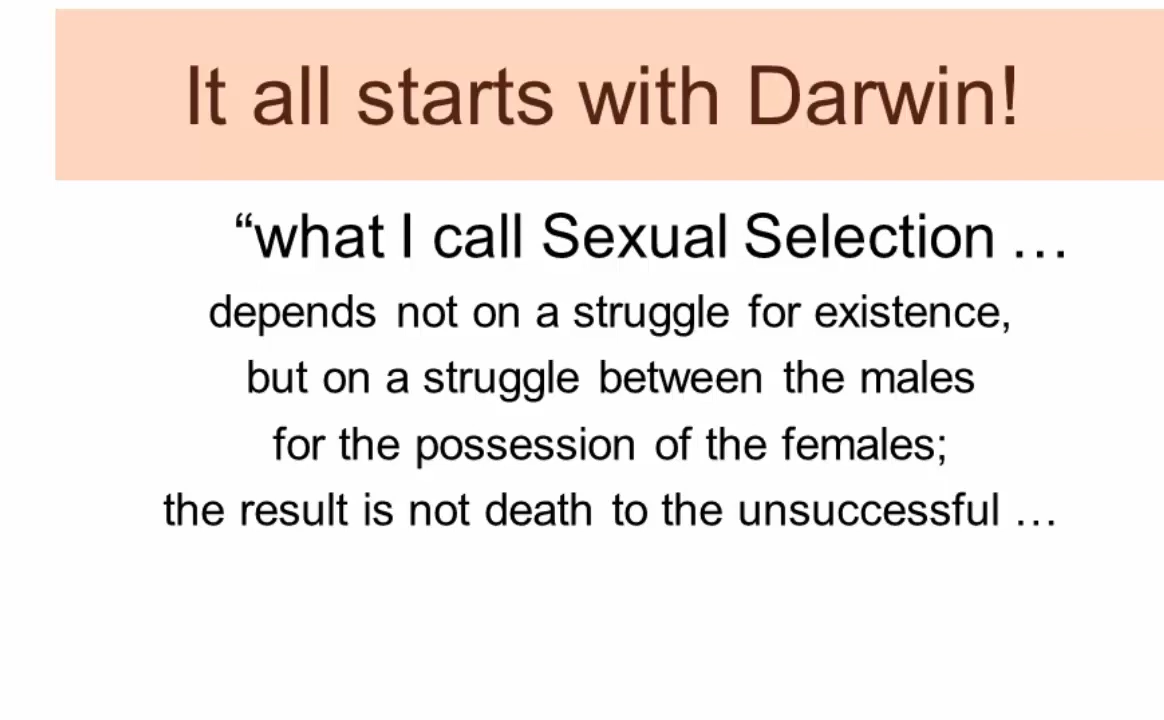 It all starts with Darwin!
“what I call Sexual Selection …
depends not on a struggle for existence,
but on a struggle between the males
for the possession of the females;
the result is not death to the unsuccessful …